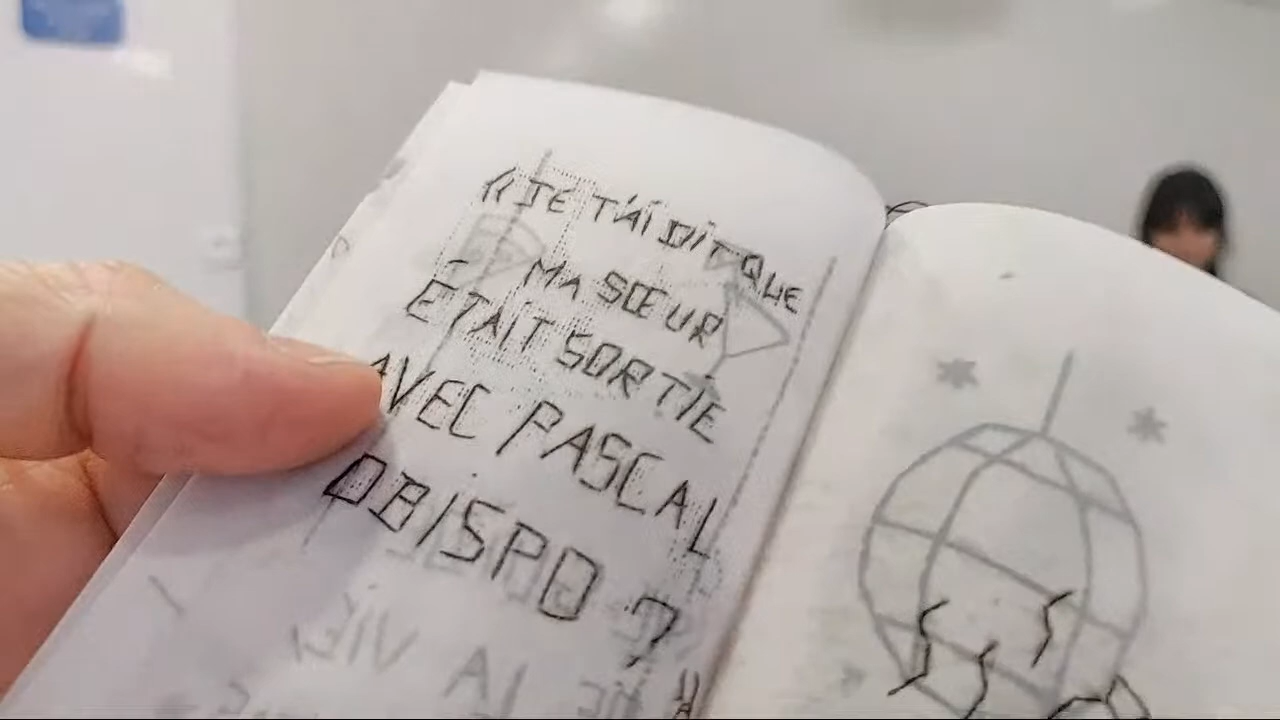 « JE T'AI DIT QUE
MA SŒUR
ÉTAIT SORTIE
AVEC PASCAL
OBISPO ?
»